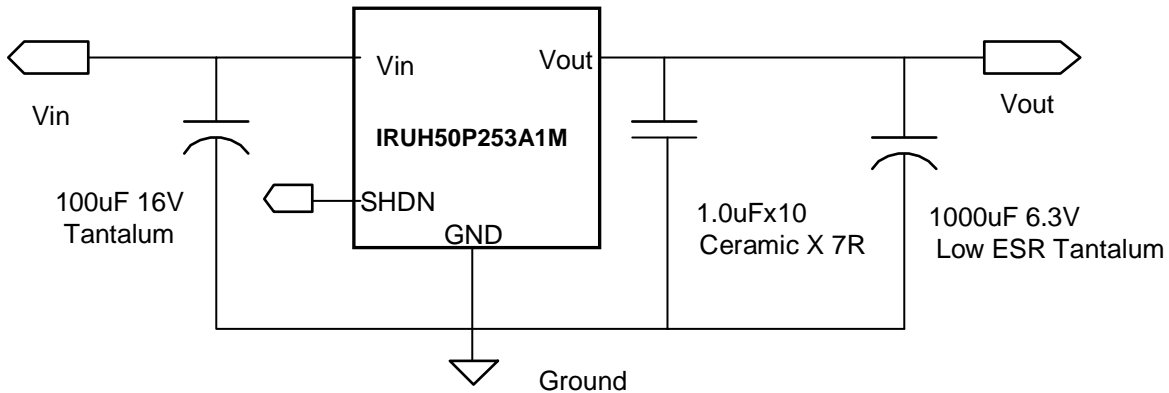 Vin
Vout
Vin
Vout
IRUH50P253A1M
100uF 16V
Tantalum
SHDN
GND
1.0uFx10
Ceramic X 7R
1000uF 6.3V
Low ESR Tantalum
Ground